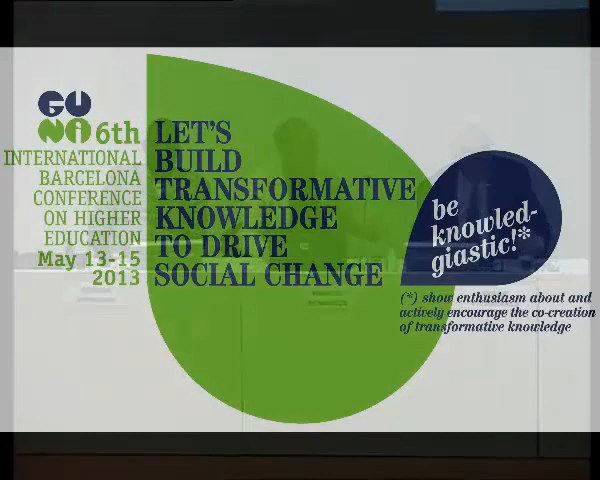 GU
NI 6th
INTERNATIONAL
BARCELONA
CONFERENCE
ON HIGHER
EDUCATION
May 13-15
2013
LET'S
BUILD
TRANSFORMATIVE
KNOWLEDGE
TO DRIVE
SOCIAL CHANGE
be
knowled-
giastic!*
(*) show enthusiasm about and
actively encourage the co-creation
of transformative knowledge